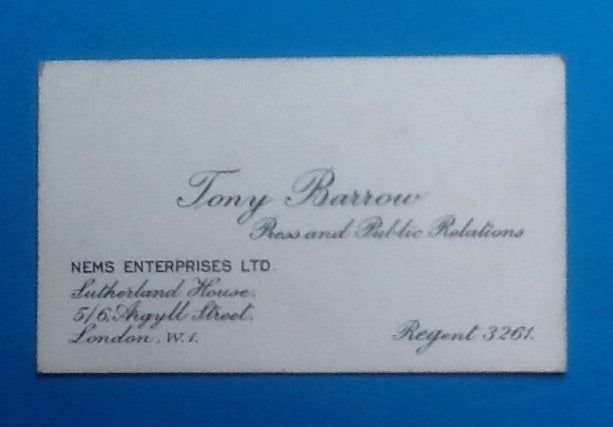 Tony Barrow
Press and Public Relations
NEMS ENTERPRISES LTD
Sutherland House.
5/6. Argyll Street.
London. W.1.
Regent 3261.